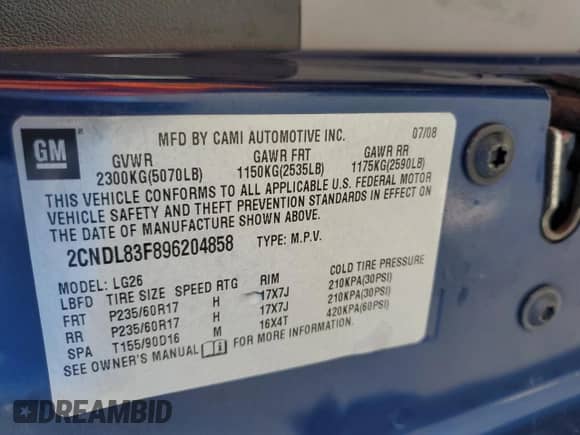 GM
MFD BY CAMI AUTOMOTIVE INC. 07/08
GVWR GAWR FRT GAWR RR
2300KG(5070LB) 1150KG(2535LB) 1175KG(2590LB)
THIS VEHICLE CONFORMS TO ALL APPLICABLE U.S. FEDERAL MOTOR
VEHICLE SAFETY AND THEFT PREVENTION STANDARDS IN EFFECT ON
THE DATE OF MANUFACTURE SHOWN ABOVE.
2CNDL83F896204858 TYPE: M.P.V.
MODEL: LG26
LBFD TIRE SIZE SPEED RTG RIM COLD TIRE PRESSURE
FRT P235/60R17 H 17X7J 210KPA(30PSI)
RR P235/60R17 H 17X7J 210KPA(30PSI)
SPA T155/90D16 M 16X4T 420KPA(60PSI)
SEE OWNER'S MANUAL FOR MORE INFORMATION.
DREAMBID